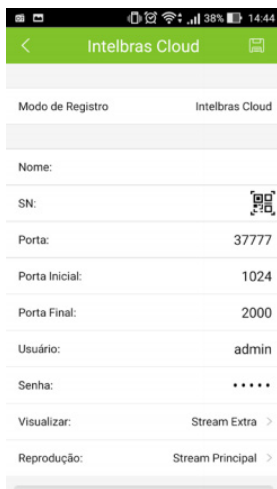 38% 14:44
Intelbras Cloud
Modo de Registro Intelbras Cloud
Nome:
SN:
Porta: 37777
Porta Inicial: 1024
Porta Final: 2000
Usuário: admin
Senha: •••••
Visualizar: Stream Extra >
Reprodução: Stream Principal >